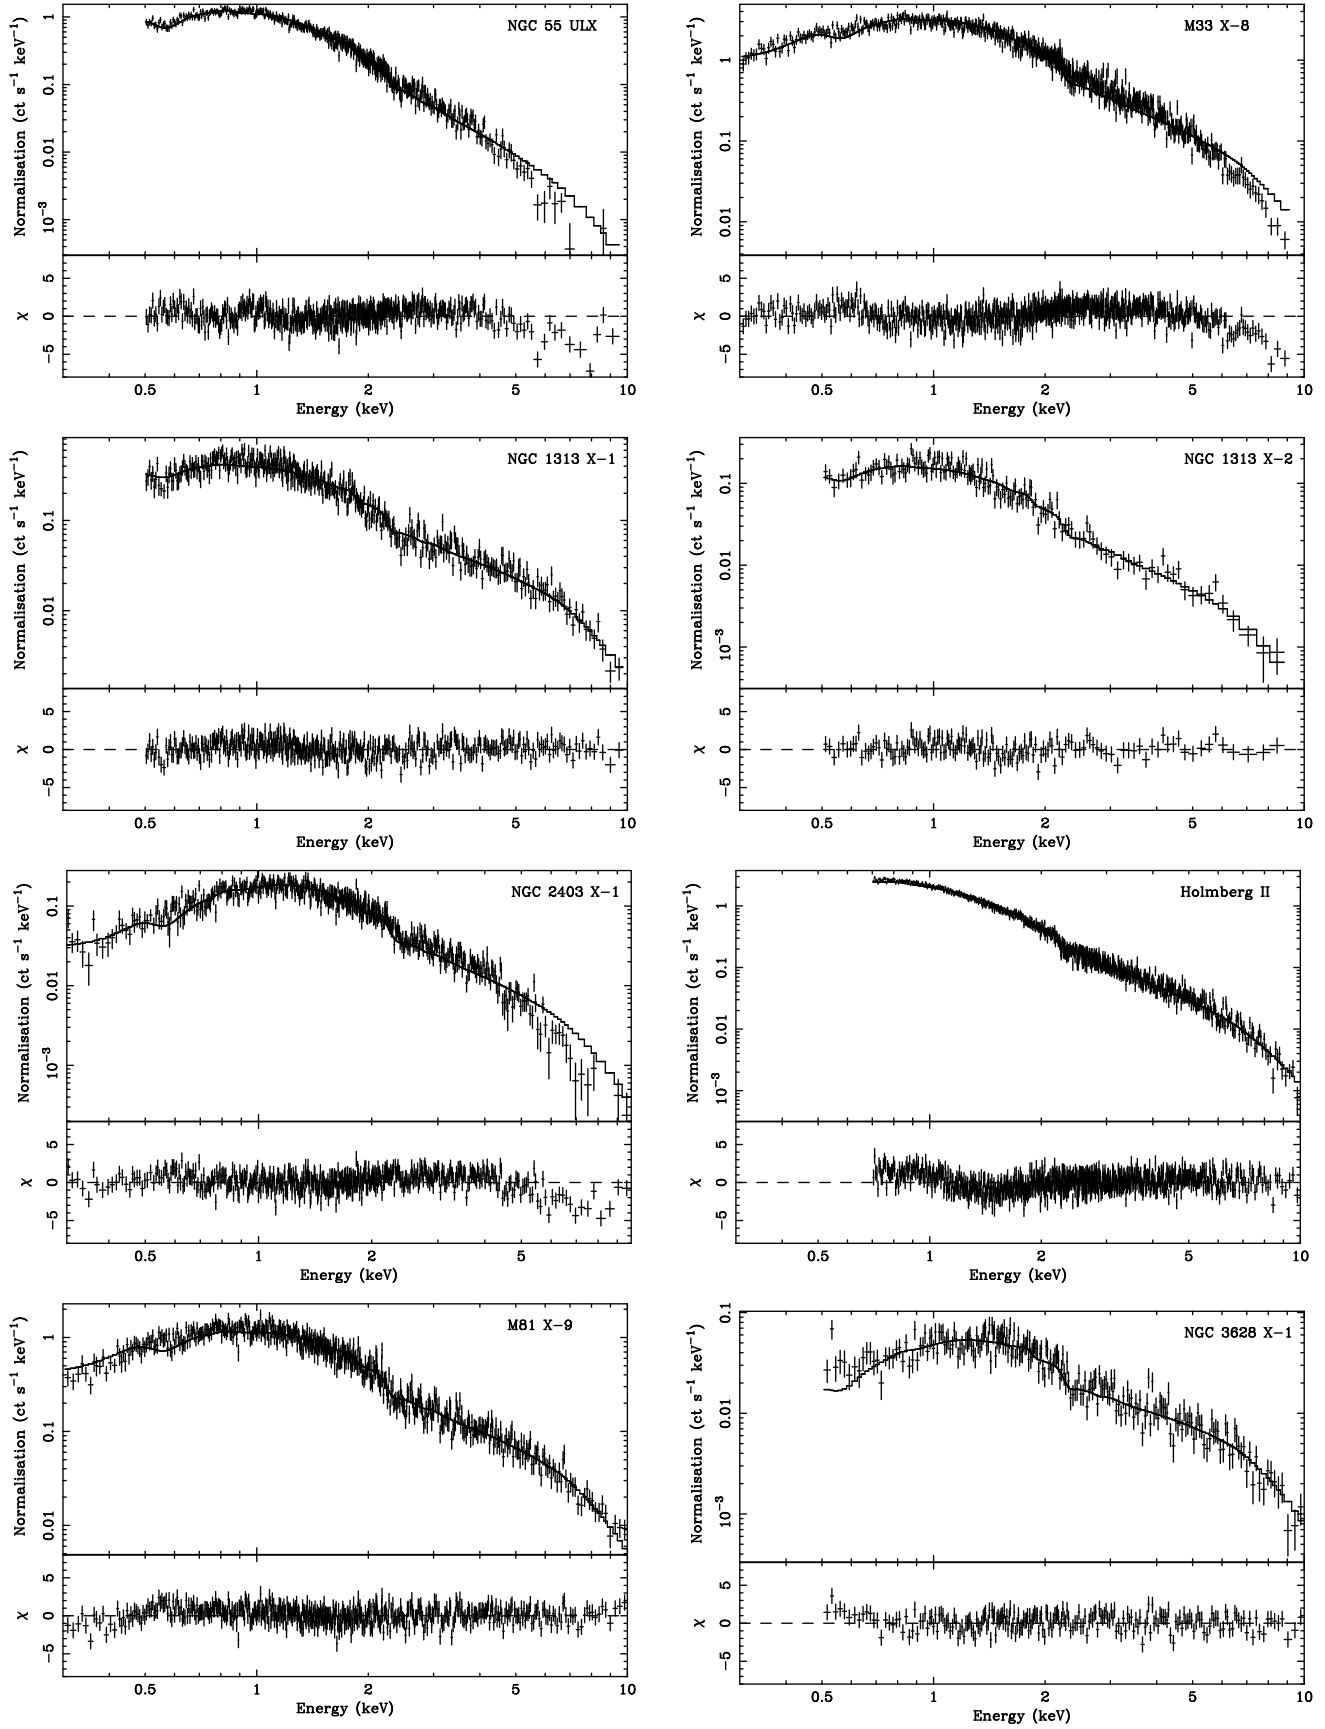 NGC 55 ULX
Normalisation (ct s⁻¹ keV⁻¹)
1
0.1
0.01
10⁻³
χ
5
0
−5
0.5 1 2 5 10
Energy (keV)
M33 X−8
Normalisation (ct s⁻¹ keV⁻¹)
1
0.1
0.01
χ
5
0
−5
0.5 1 2 5 10
Energy (keV)
NGC 1313 X−1
Normalisation (ct s⁻¹ keV⁻¹)
0.1
0.01
χ
5
0
−5
0.5 1 2 5 10
Energy (keV)
NGC 1313 X−2
Normalisation (ct s⁻¹ keV⁻¹)
0.1
0.01
10⁻³
χ
5
0
−5
0.5 1 2 5 10
Energy (keV)
NGC 2403 X−1
Normalisation (ct s⁻¹ keV⁻¹)
0.1
0.01
10⁻³
χ
5
0
−5
0.5 1 2 5
Energy (keV)
Holmberg II
Normalisation (ct s⁻¹ keV⁻¹)
1
0.1
0.01
10⁻³
χ
5
0
−5
0.5 1 2 5 10
Energy (keV)
M81 X−9
Normalisation (ct s⁻¹ keV⁻¹)
1
0.1
0.01
χ
5
0
−5
0.5 1 2 5 10
Energy (keV)
NGC 3628 X−1
Normalisation (ct s⁻¹ keV⁻¹)
0.1
0.01
10⁻³
χ
5
0
−5
0.5 1 2 5 10
Energy (keV)